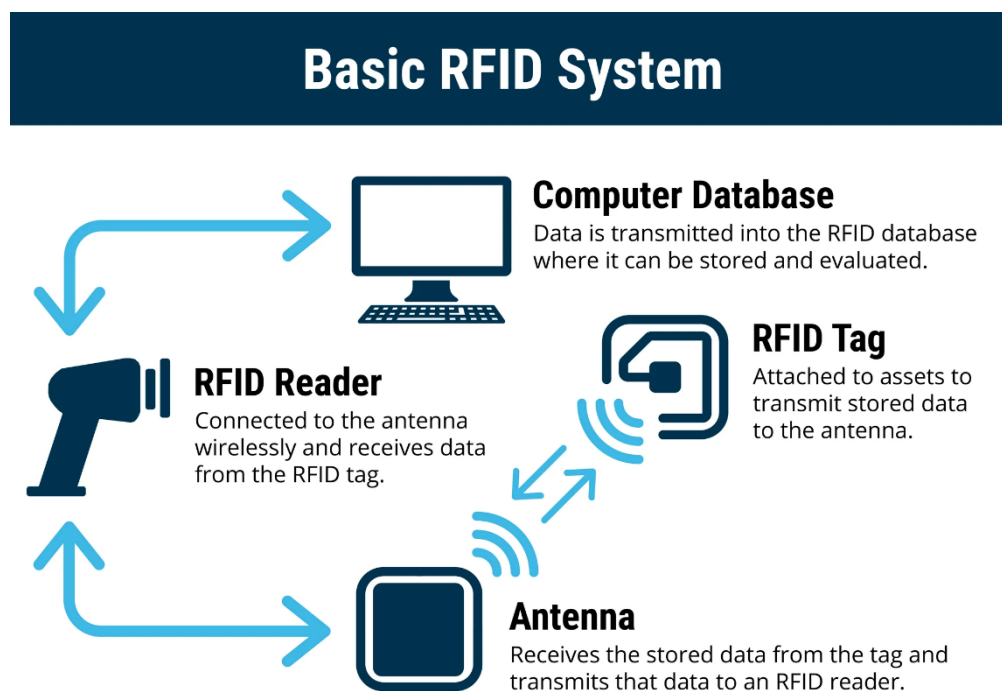 Basic RFID System
Computer Database
Data is transmitted into the RFID database
where it can be stored and evaluated.
RFID Tag
Attached to assets to
transmit stored data
to the antenna.
RFID Reader
Connected to the antenna
wirelessly and receives data
from the RFID tag.
Antenna
Receives the stored data from the tag and
transmits that data to an RFID reader.